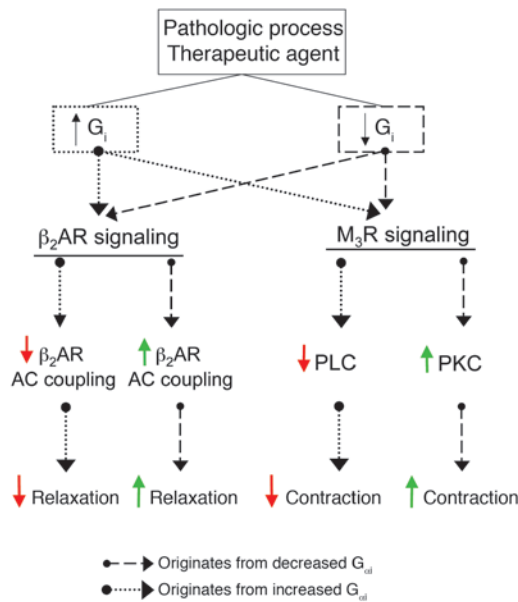 Pathologic process
Therapeutic agent
↑ Gᵢ
↓ Gᵢ
β₂AR signaling
M₃R signaling
↓ β₂AR
AC coupling
↑ β₂AR
AC coupling
↓ PLC
↑ PKC
↓ Relaxation
↑ Relaxation
↓ Contraction
↑ Contraction
Originates from decreased Gαi
Originates from increased Gαi